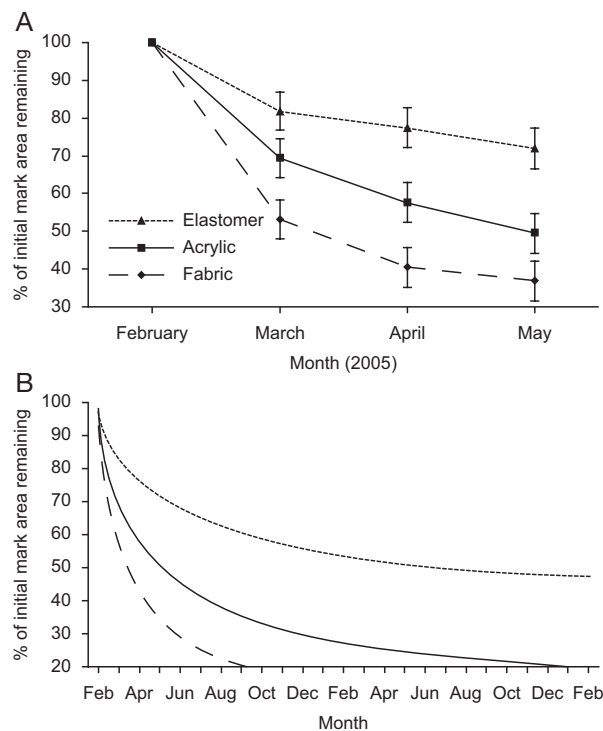 A
% of initial mark area remaining
100
90
80
70
60
50
40
30
Elastomer
Acrylic
Fabric
February March April May
Month (2005)
B
% of initial mark area remaining
100
90
80
70
60
50
40
30
20
Feb Apr Jun Aug Oct Dec Feb Apr Jun Aug Oct Dec Feb
Month